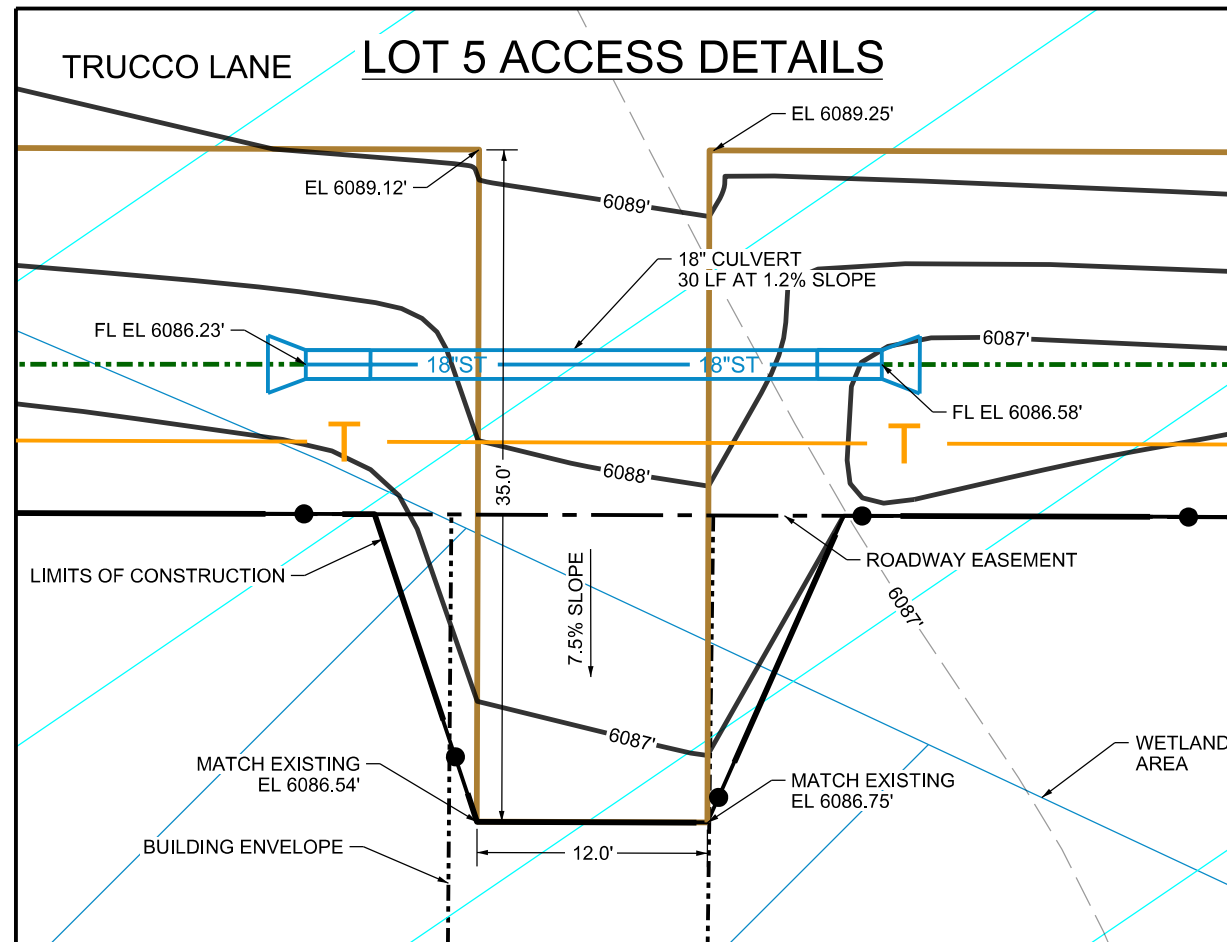 TRUCCO LANE
LOT 5 ACCESS DETAILS
EL 6089.25'
EL 6089.12'
6089'
18" CULVERT
30 LF AT 1.2% SLOPE
FL EL 6086.23'
6087'
18"ST
18"ST
FL EL 6086.58'
T
T
35.0'
6088'
LIMITS OF CONSTRUCTION
ROADWAY EASEMENT
7.5% SLOPE
6087'
6087'
MATCH EXISTING
EL 6086.54'
MATCH EXISTING
EL 6086.75'
WETLAND
AREA
BUILDING ENVELOPE
12.0'